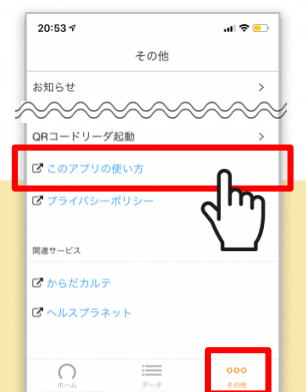 20:53
その他
お知らせ
QRコードリーダ起動
このアプリの使い方
プライバシーポリシー
関連サービス
からだカルテ
ヘルスプラネット
ホーム データ その他